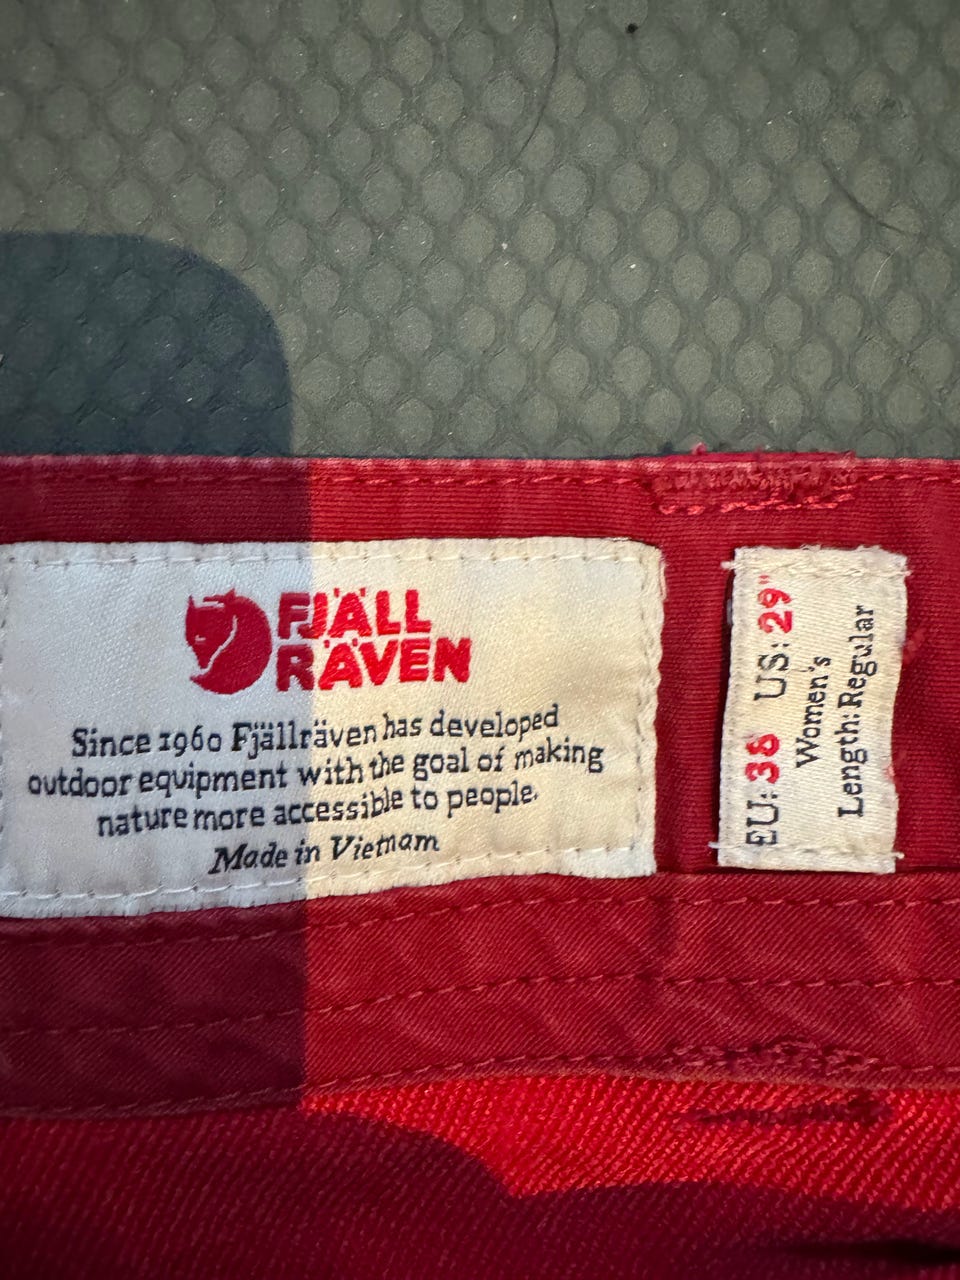 FJÄLL
RÄVEN
Since 1960 Fjällräven has developed
outdoor equipment with the goal of making
nature more accessible to people.
Made in Vietnam
EU: 38 US: 29"
Women's
Length: Regular